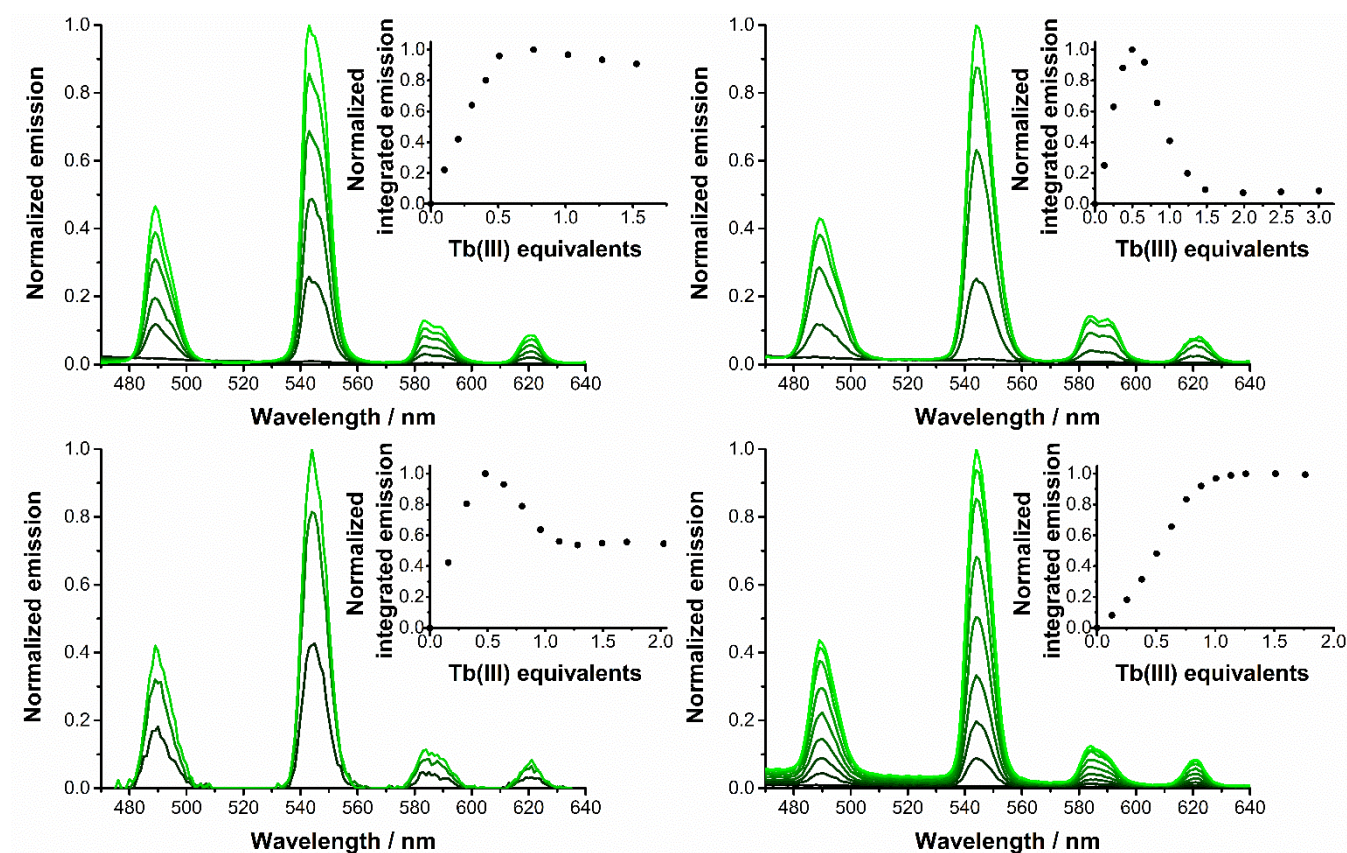 Normalized emission
1.0
0.8
0.6
0.4
0.2
0.0
480 500 520 540 560 580 600 620 640
Wavelength / nm
Normalized
integrated emission
1.0
0.8
0.6
0.4
0.2
0.0
0.0 0.5 1.0 1.5
Tb(III) equivalents
Normalized emission
1.0
0.8
0.6
0.4
0.2
0.0
480 500 520 540 560 580 600 620 640
Wavelength / nm
Normalized
integrated emission
1.0
0.8
0.6
0.4
0.2
0.0
0.0 0.5 1.0 1.5 2.0 2.5 3.0
Tb(III) equivalents
Normalized emission
1.0
0.8
0.6
0.4
0.2
0.0
480 500 520 540 560 580 600 620 640
Wavelength / nm
Normalized
integrated emission
1.0
0.8
0.6
0.4
0.2
0.0
0.0 0.5 1.0 1.5 2.0
Tb(III) equivalents
Normalized emission
1.0
0.8
0.6
0.4
0.2
0.0
480 500 520 540 560 580 600 620 640
Wavelength / nm
Normalized
integrated emission
1.0
0.8
0.6
0.4
0.2
0.0
0.0 0.5 1.0 1.5 2.0
Tb(III) equivalents